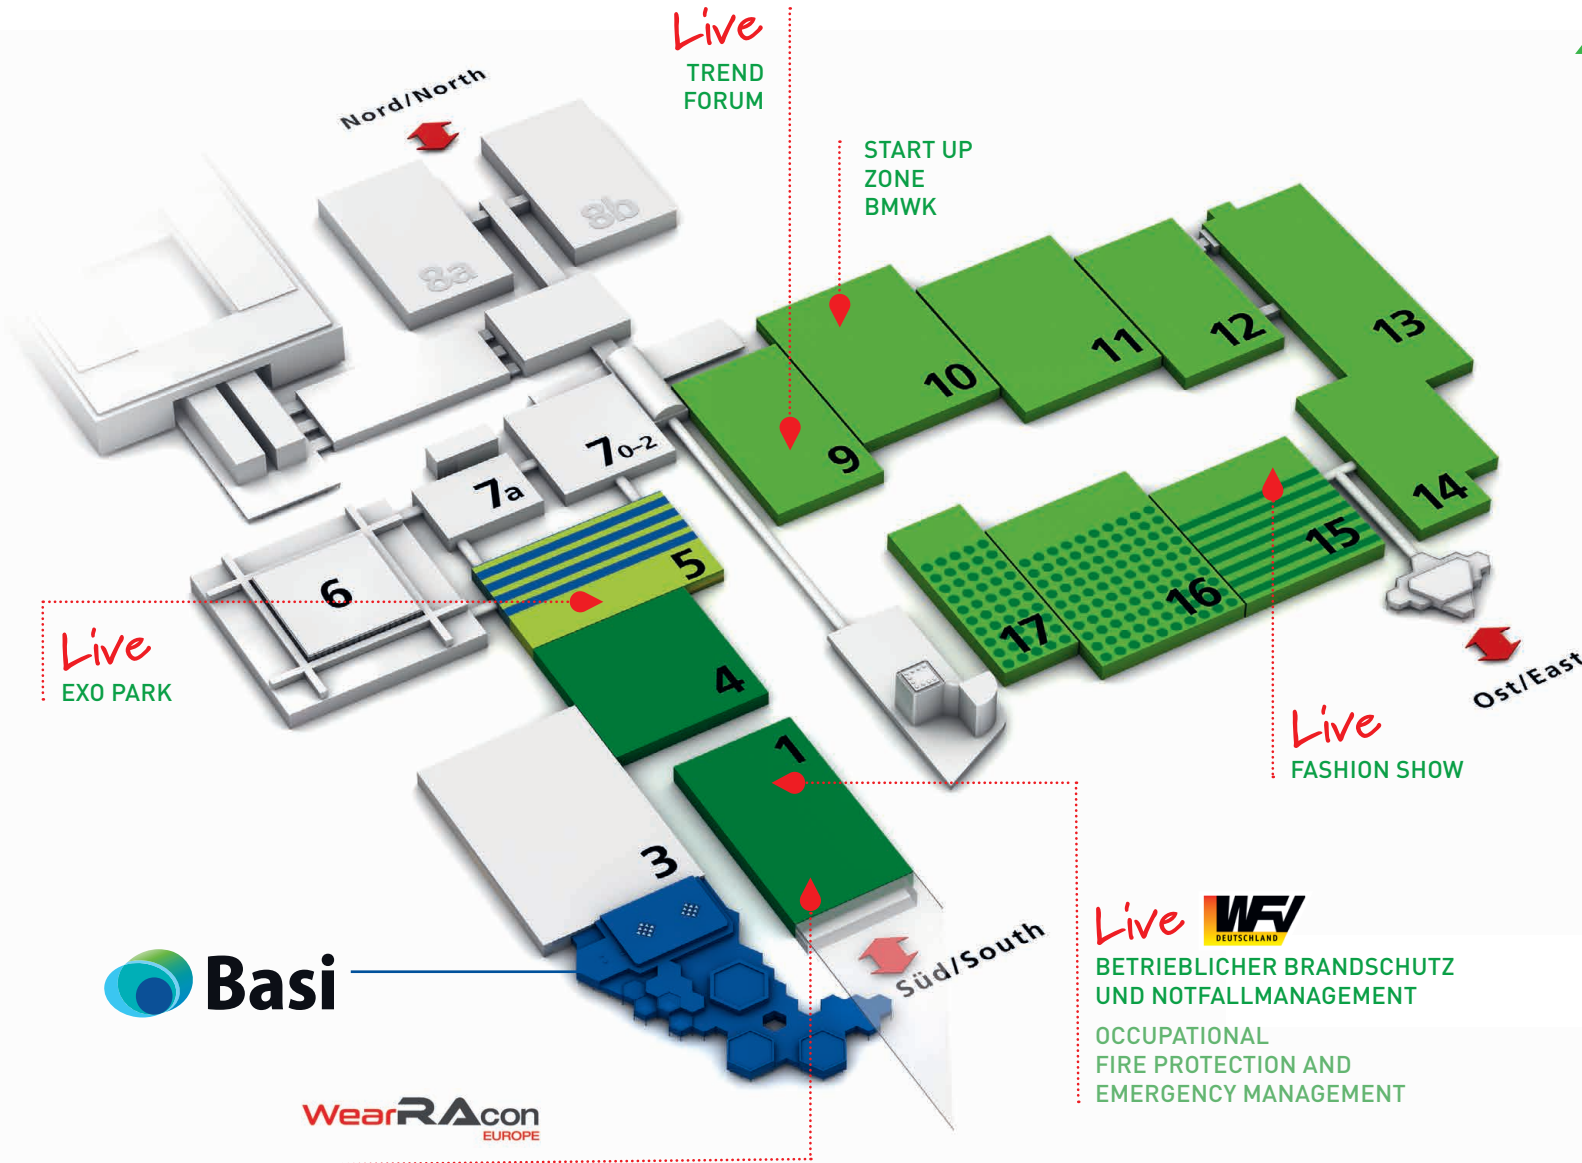 Live
TREND
FORUM
Nord/North
START UP
ZONE
BMWK
8b
8a
13
12
11
10
9
7 0–2
7a
14
15
16
17
5
6
4
Live
EXO PARK
Ost/East
Live
FASHION SHOW
1
3
Süd/South
Live WFV
DEUTSCHLAND
BETRIEBLICHER BRANDSCHUTZ
UND NOTFALLMANAGEMENT
OCCUPATIONAL
FIRE PROTECTION AND
EMERGENCY MANAGEMENT
Basi
WearRAcon
EUROPE